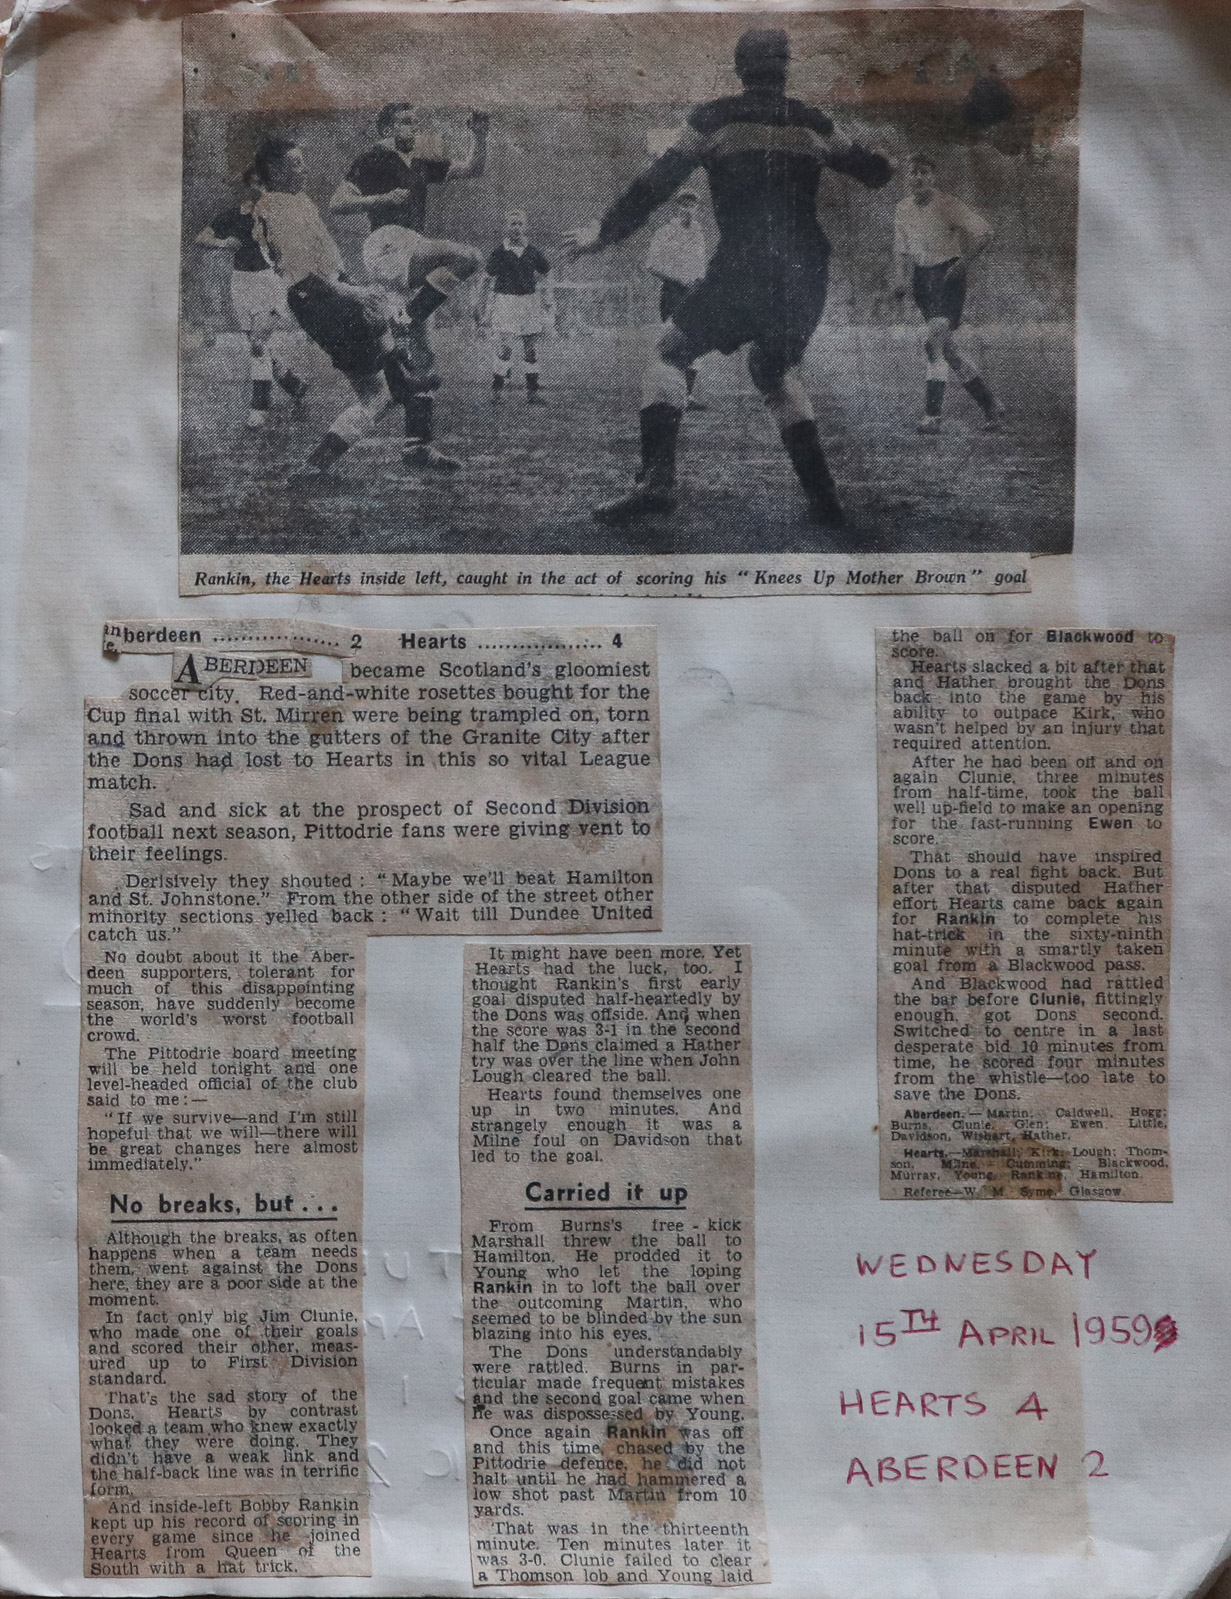 Rankin, the Hearts inside left, caught in the act of scoring his "Knees Up Mother Brown" goal
berdeen .................. 2 Hearts .................. 4
ABERDEEN became Scotland's gloomiest
soccer city. Red-and-white rosettes bought for the
Cup final with St. Mirren were being trampled on, torn
and thrown into the gutters of the Granite City after
the Dons had lost to Hearts in this so vital League
match.
Sad and sick at the prospect of Second Division
football next season, Pittodrie fans were giving vent to
their feelings.
Derisively they shouted : "Maybe we'll beat Hamilton
and St. Johnstone." From the other side of the street other
minority sections yelled back : "Wait till Dundee United
catch us."
No doubt about it the Aber-
deen supporters, tolerant for
much of this disappointing
season, have suddenly become
the world's worst football
crowd.
The Pittodrie board meeting
will be held tonight and one
level-headed official of the club
said to me :—
"If we survive—and I'm still
hopeful that we will—there will
be great changes here almost
immediately."
No breaks, but . . .
Although the breaks, as often
happens when a team needs
them, went against the Dons
here, they are a poor side at the
moment.
In fact only big Jim Clunie,
who made one of their goals
and scored their other, meas-
ured up to First Division
standard.
That's the sad story of the
Dons. Hearts by contrast
looked a team who knew exactly
what they were doing. They
didn't have a weak link and
the half-back line was in terrific
form.
And inside-left Bobby Rankin
kept up his record of scoring in
every game since he joined
Hearts from Queen of the
South with a hat trick.
It might have been more. Yet
Hearts had the luck, too. I
thought Rankin's first early
goal disputed half-heartedly by
the Dons was offside. And when
the score was 3-1 in the second
half the Dons claimed a Hather
try was over the line when John
Lough cleared the ball.
Hearts found themselves one
up in two minutes. And
strangely enough it was a
Milne foul on Davidson that
led to the goal.
Carried it up
From Burns's free - kick
Marshall threw the ball to
Hamilton. He prodded it to
Young who let the loping
Rankin in to loft the ball over
the outcoming Martin, who
seemed to be blinded by the sun
blazing into his eyes.
The Dons understandably
were rattled. Burns in par-
ticular made frequent mistakes
and the second goal came when
he was dispossessed by Young.
Once again Rankin was off
and this time, chased by the
Pittodrie defence, he did not
halt until he had hammered a
low shot past Martin from 10
yards.
That was in the thirteenth
minute. Ten minutes later it
was 3-0. Clunie failed to clear
a Thomson lob and Young laid
the ball on for Blackwood to
score.
Hearts slacked a bit after that
and Hather brought the Dons
back into the game by his
ability to outpace Kirk, who
wasn't helped by an injury that
required attention.
After he had been off and on
again Clunie, three minutes
from half-time, took the ball
well up-field to make an opening
for the fast-running Ewen to
score.
That should have inspired
Dons to a real fight back. But
after that disputed Hather
effort Hearts came back again
for Rankin to complete his
hat-trick in the sixty-ninth
minute with a smartly taken
goal from a Blackwood pass.
And Blackwood had rattled
the bar before Clunie, fittingly
enough, got Dons second.
Switched to centre in a last
desperate bid 10 minutes from
time, he scored four minutes
from the whistle—too late to
save the Dons.
Aberdeen.—Martin; Caldwell, Hogg;
Burns, Clunie, Glen; Ewen, Little,
Davidson, Wishart, Hather.
Hearts.—Marshall; Kirk, Lough; Thom-
son, Milne, Cumming; Blackwood,
Murray, Young, Rankine, Hamilton.
Referee—W. M. Syme, Glasgow.
WEDNESDAY
15TH APRIL 1959
HEARTS 4
ABERDEEN 2